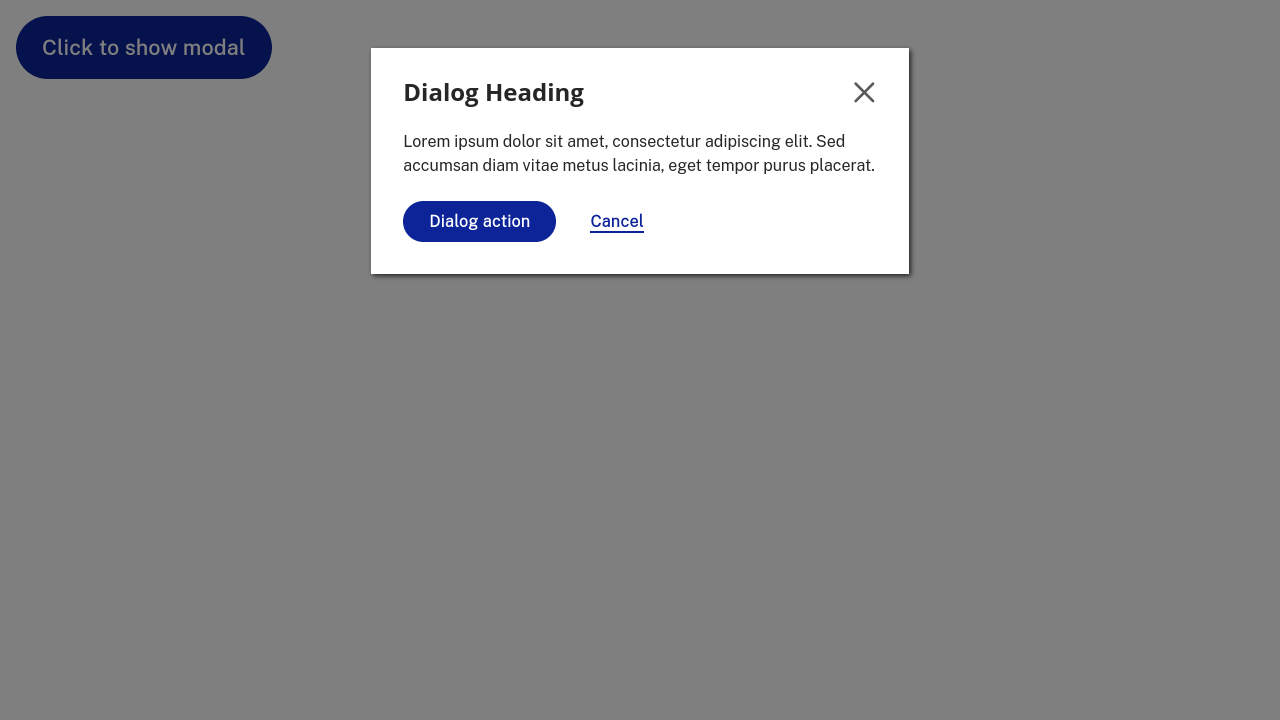 Click to show modal
Dialog Heading
Lorem ipsum dolor sit amet, consectetur adipiscing elit. Sed
accumsan diam vitae metus lacinia, eget tempor purus placerat.
Dialog action
Cancel